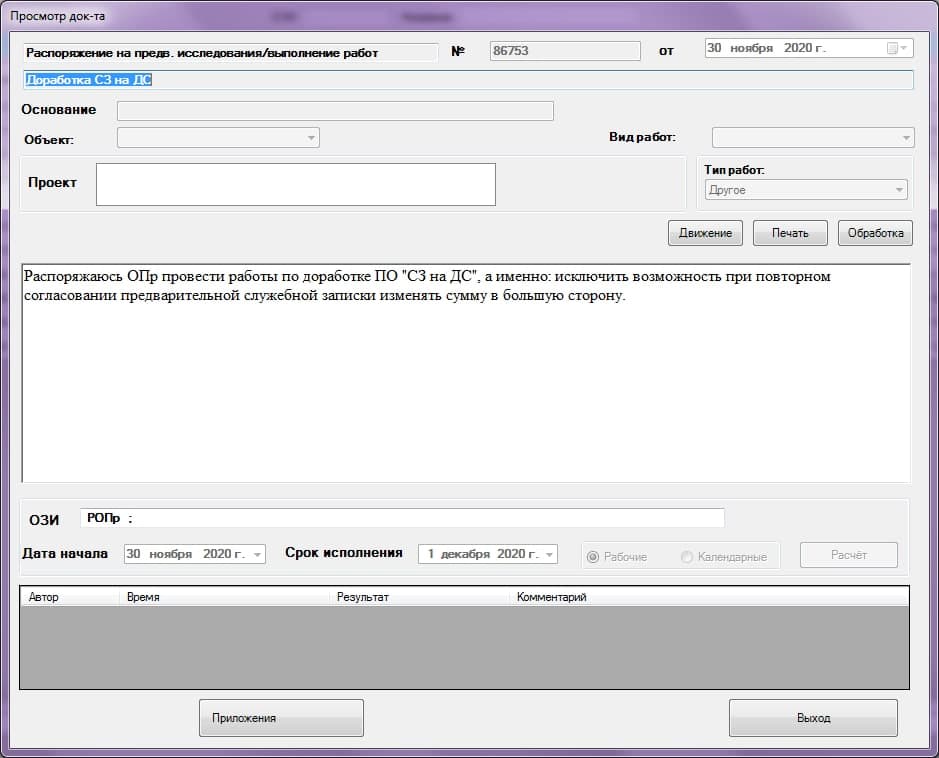 Просмотр док-та
Распоряжение на предв. исследования/выполнение работ № 86753 от 30 ноября 2020 г.
Доработка СЗ на ДС
Основание
Объект: Вид работ:
Проект Тип работ:
Другое
Движение Печать Обработка
Распоряжаюсь ОПр провести работы по доработке ПО "СЗ на ДС", а именно: исключить возможность при повторном
согласовании предварительной служебной записки изменять сумму в большую сторону.
ОЗИ РОПр :
Дата начала 30 ноября 2020 г. Срок исполнения 1 декабря 2020 г. Рабочие Календарные Расчёт
Автор Время Результат Комментарий
Приложения Выход